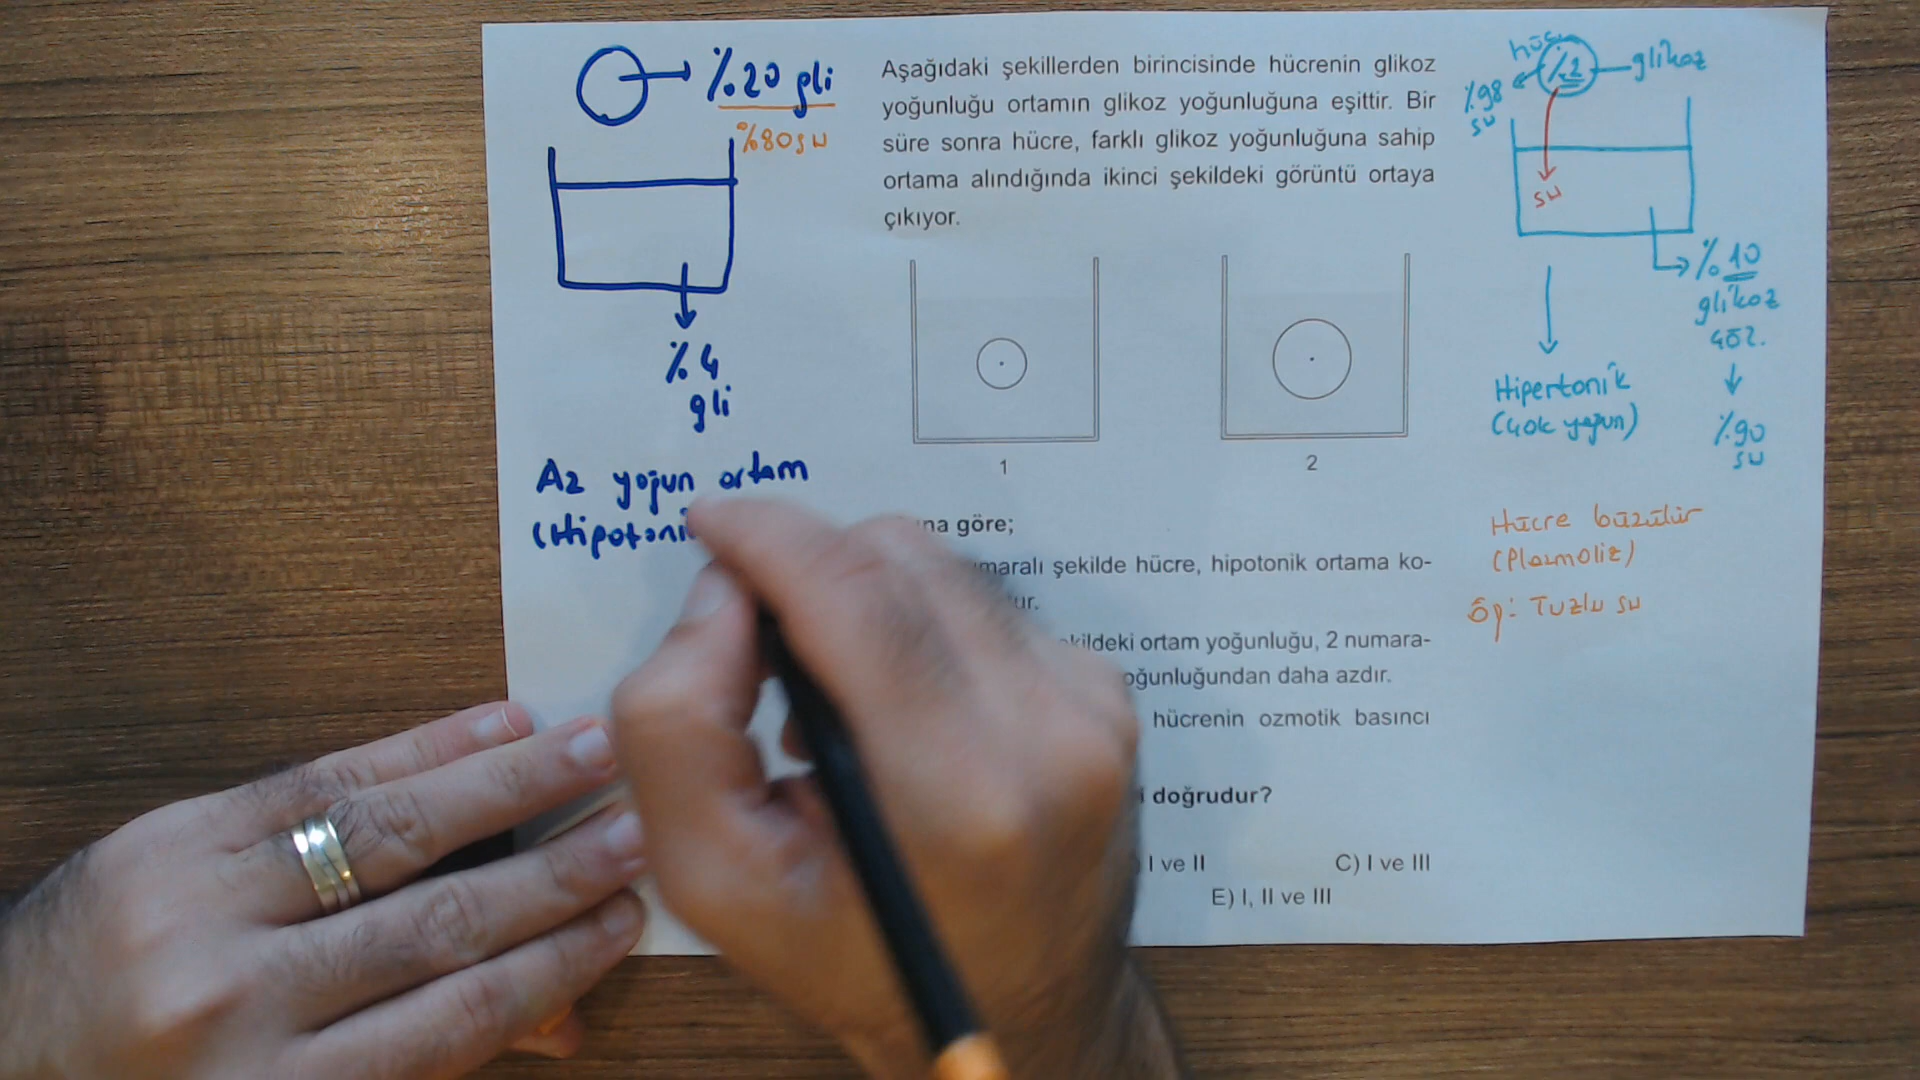 %20 gli
%80 su
%4
gli
Az yoğun ortam
(Hipotoni
Aşağıdaki şekillerden birincisinde hücrenin glikoz
yoğunluğu ortamın glikoz yoğunluğuna eşittir. Bir
süre sonra hücre, farklı glikoz yoğunluğuna sahip
ortama alındığında ikinci şekildeki görüntü ortaya
çıkıyor.
1
2
na göre;
maralı şekilde hücre, hipotonik ortama ko-
ur.
kildeki ortam yoğunluğu, 2 numara-
oğunluğundan daha azdır.
hücrenin ozmotik basıncı
i doğrudur?
I ve II
C) I ve III
E) I, II ve III
%2
glikoz
%98
su
su
%10
glikoz
çöz.
%90
su
Hipertonik
(çok yoğun)
Hücre büzülür
(Plazmoliz)
Tuzlu su